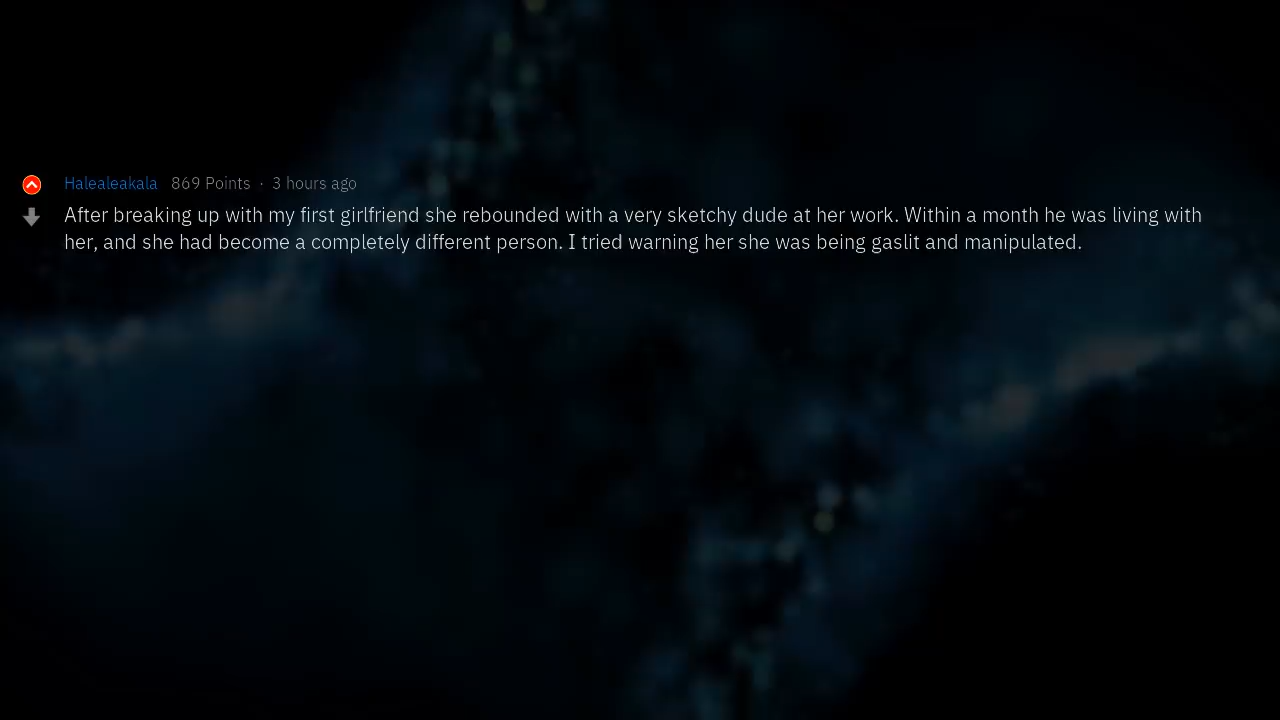 Halealeakala 869 Points · 3 hours ago
After breaking up with my first girlfriend she rebounded with a very sketchy dude at her work. Within a month he was living with
her, and she had become a completely different person. I tried warning her she was being gaslit and manipulated.